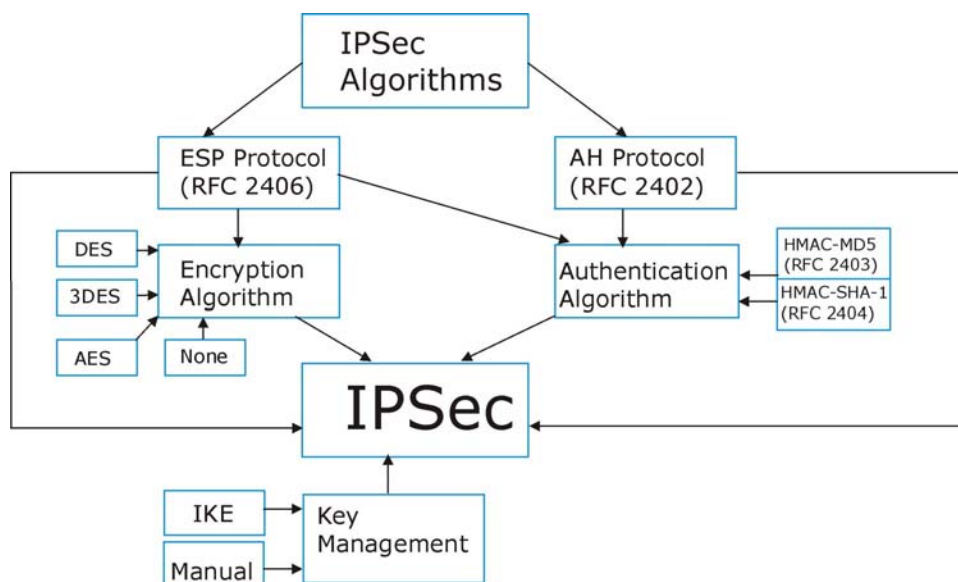 IPSec
Algorithms
ESP Protocol
(RFC 2406)
AH Protocol
(RFC 2402)
DES
3DES
AES
None
Encryption
Algorithm
Authentication
Algorithm
HMAC-MD5
(RFC 2403)
HMAC-SHA-1
(RFC 2404)
IPSec
IKE
Manual
Key
Management